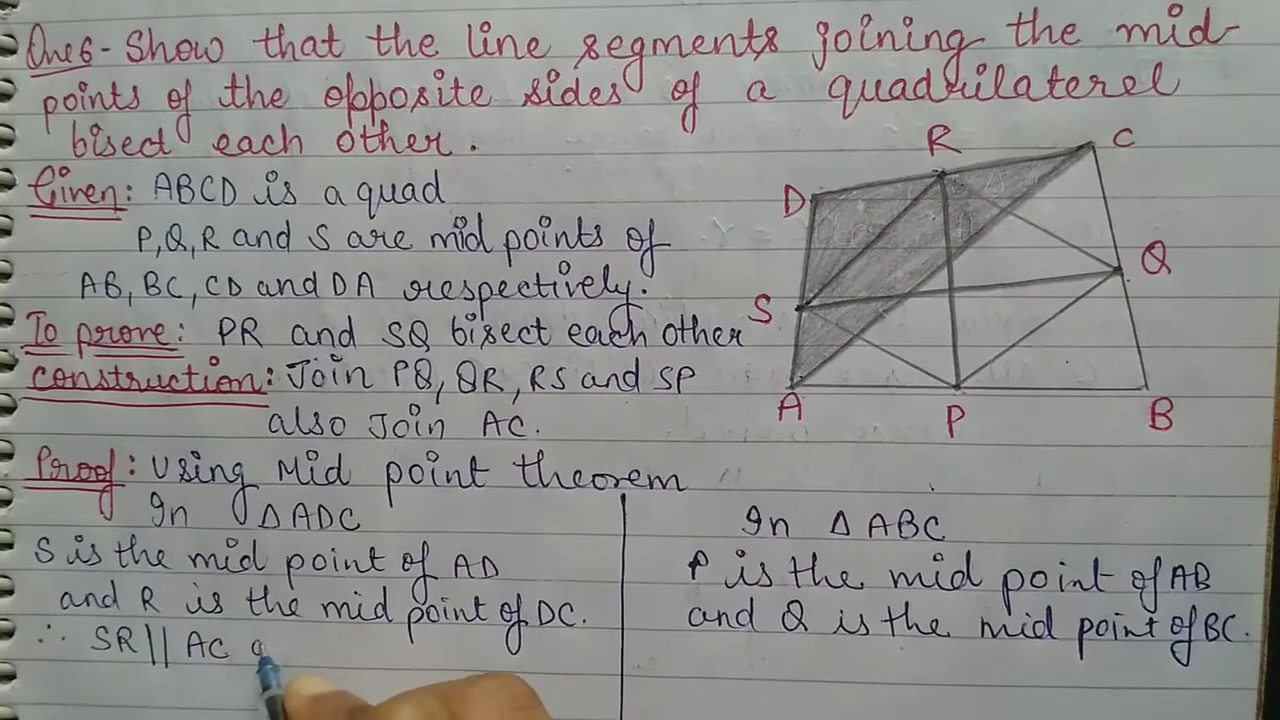 Ques 6- Show that the line segments joining the mid-
points of the opposite sides of a quadrilaterel
bisect each other.
Given: ABCD is a quad
P,Q,R and S are mid points of
AB, BC, CD and DA respectively.
To prove: PR and SQ bisect each other
construction: Join PQ, QR, RS and SP
also Join AC.
R
C
D
Q
S
A
P
B
Proof: Using Mid point theorem
In ΔADC
S is the mid point of AD
and R is the mid point of DC.
∴ SR || AC
In ΔABC
P is the mid point of AB
and Q is the mid point of BC.